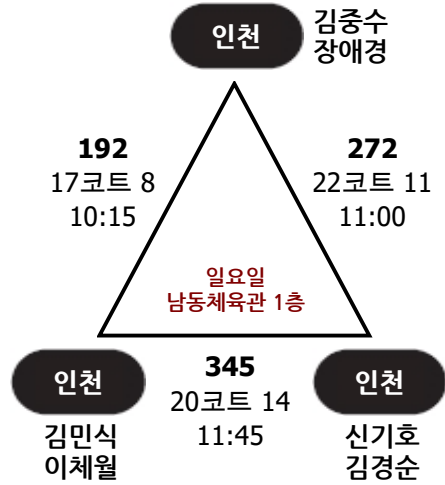 인천
김중수
장애경
192
17코트 8
10:15
272
22코트 11
11:00
일요일
남동체육관 1층
인천
김민식
이체월
345
20코트 14
11:45
인천
신기호
김경순